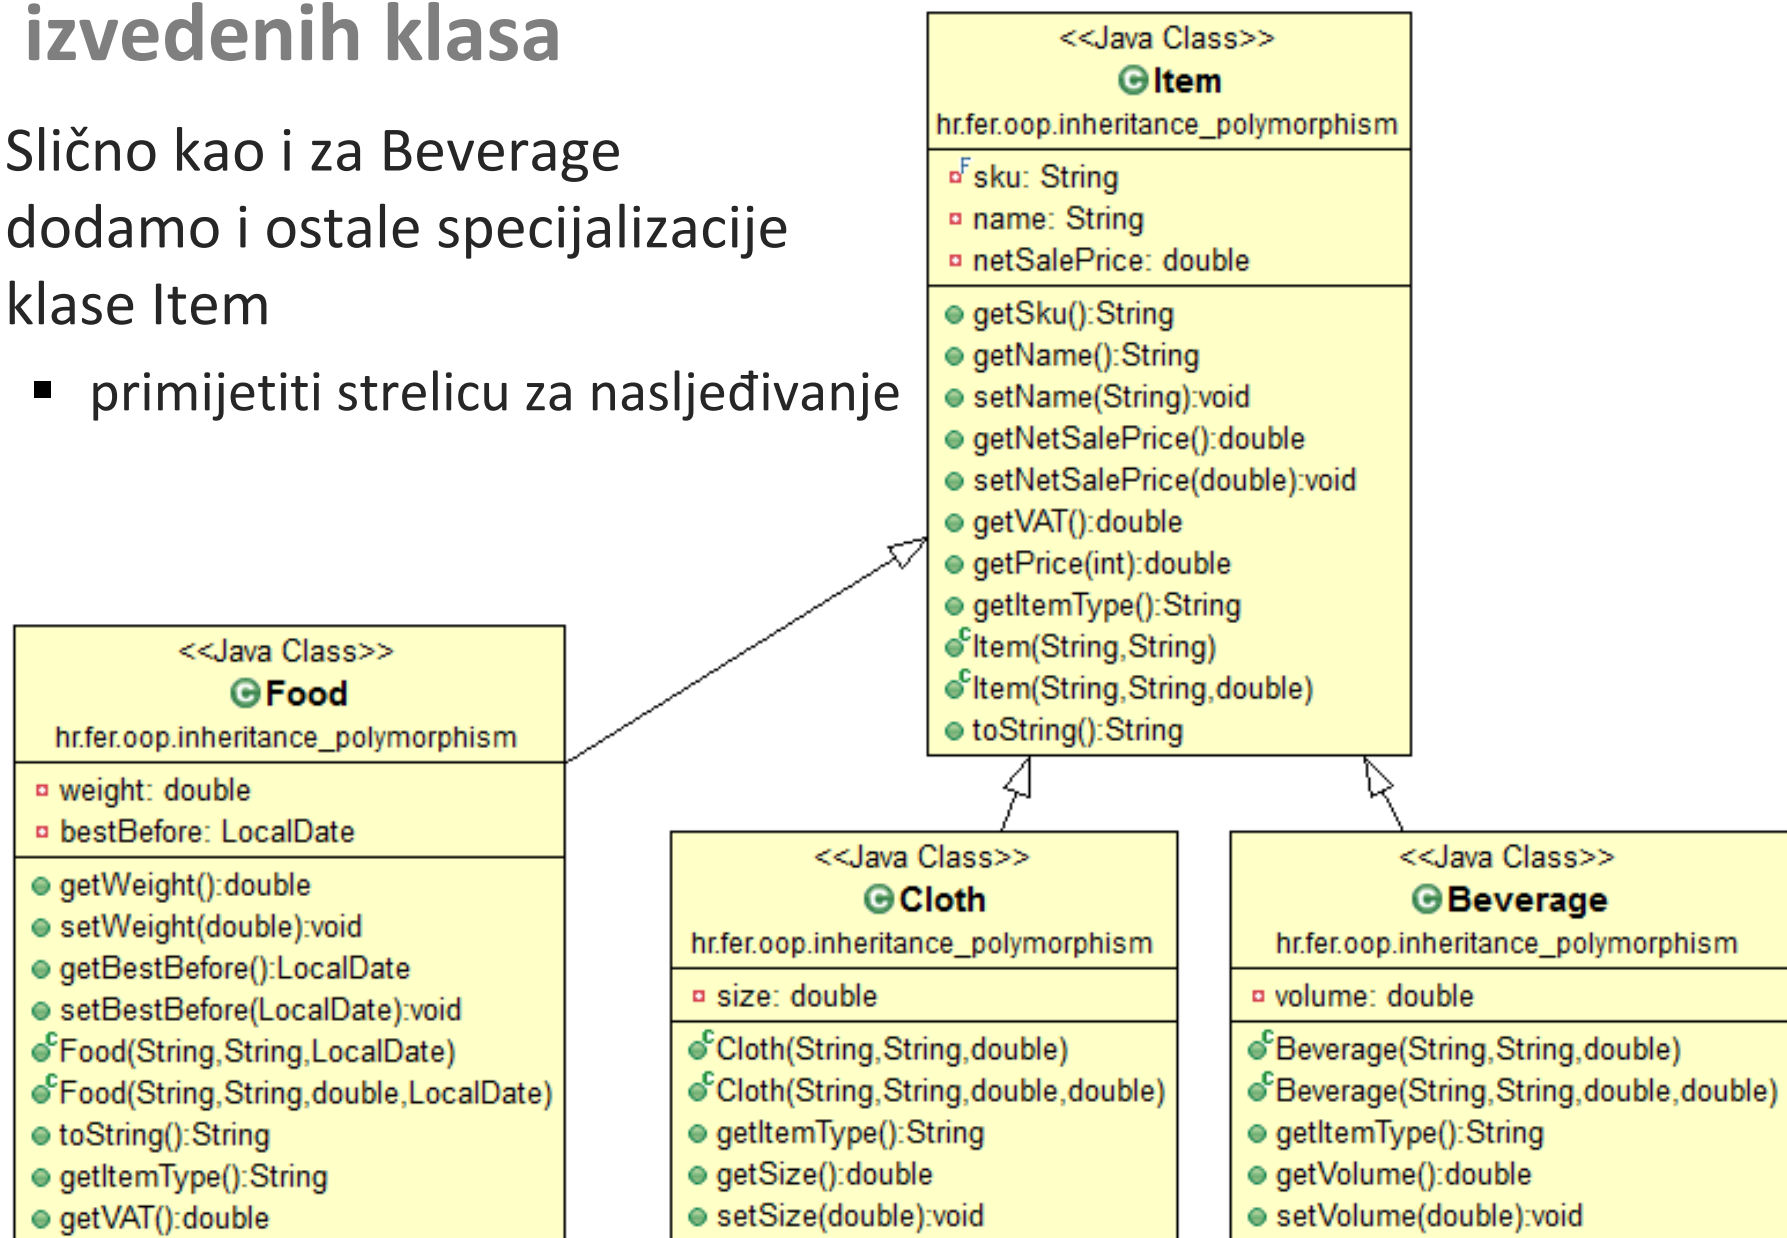 izvedenih klasa
Slično kao i za Beverage
dodamo i ostale specijalizacije
klase Item
primijetiti strelicu za nasljeđivanje
<<Java Class>>
Item
hr.fer.oop.inheritance_polymorphism
sku: String
name: String
netSalePrice: double
getSku():String
getName():String
setName(String):void
getNetSalePrice():double
setNetSalePrice(double):void
getVAT():double
getPrice(int):double
getItemType():String
Item(String,String)
Item(String,String,double)
toString():String
<<Java Class>>
Food
hr.fer.oop.inheritance_polymorphism
weight: double
bestBefore: LocalDate
getWeight():double
setWeight(double):void
getBestBefore():LocalDate
setBestBefore(LocalDate):void
Food(String,String,LocalDate)
Food(String,String,double,LocalDate)
toString():String
getItemType():String
getVAT():double
<<Java Class>>
Cloth
hr.fer.oop.inheritance_polymorphism
size: double
Cloth(String,String,double)
Cloth(String,String,double,double)
getItemType():String
getSize():double
setSize(double):void
<<Java Class>>
Beverage
hr.fer.oop.inheritance_polymorphism
volume: double
Beverage(String,String,double)
Beverage(String,String,double,double)
getItemType():String
getVolume():double
setVolume(double):void